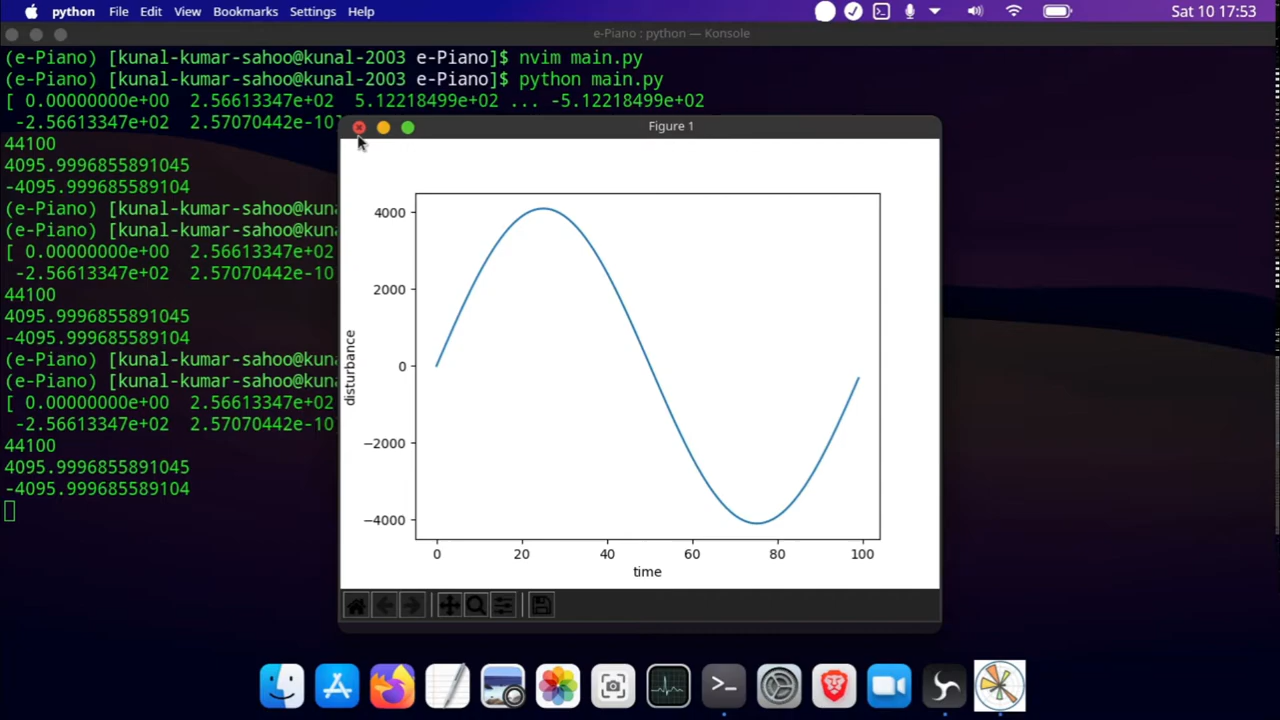 python File Edit View Bookmarks Settings Help Sat 10 17:53
e-Piano : python — Konsole
(e-Piano) [kunal-kumar-sahoo@kunal-2003 e-Piano]$ nvim main.py
(e-Piano) [kunal-kumar-sahoo@kunal-2003 e-Piano]$ python main.py
[ 0.00000000e+00 2.56613347e+02 5.12218499e+02 ... -5.12218499e+02
-2.56613347e+02 2.57070442e-10]
44100
4095.9996855891045
-4095.999685589104
(e-Piano) [kunal-kumar-sahoo@kuna
(e-Piano) [kunal-kumar-sahoo@kuna
[ 0.00000000e+00 2.56613347e+02
-2.56613347e+02 2.57070442e-10
44100
4095.9996855891045
-4095.999685589104
(e-Piano) [kunal-kumar-sahoo@kuna
(e-Piano) [kunal-kumar-sahoo@kuna
[ 0.00000000e+00 2.56613347e+02
-2.56613347e+02 2.57070442e-10
44100
4095.9996855891045
-4095.999685589104
Figure 1
4000
2000
0
−2000
−4000
disturbance
0 20 40 60 80 100
time